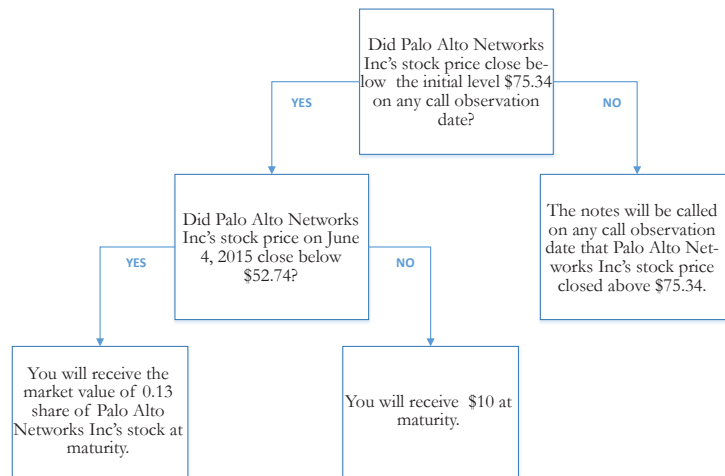 Did Palo Alto Networks
Inc's stock price close be-
low the initial level $75.34
on any call observation
date?
YES
NO
Did Palo Alto Networks
Inc's stock price on June
4, 2015 close below
$52.74?
The notes will be called
on any call observation
date that Palo Alto Net-
works Inc's stock price
closed above $75.34.
YES
NO
You will receive the
market value of 0.13
share of Palo Alto
Networks Inc's stock at
maturity.
You will receive $10 at
maturity.